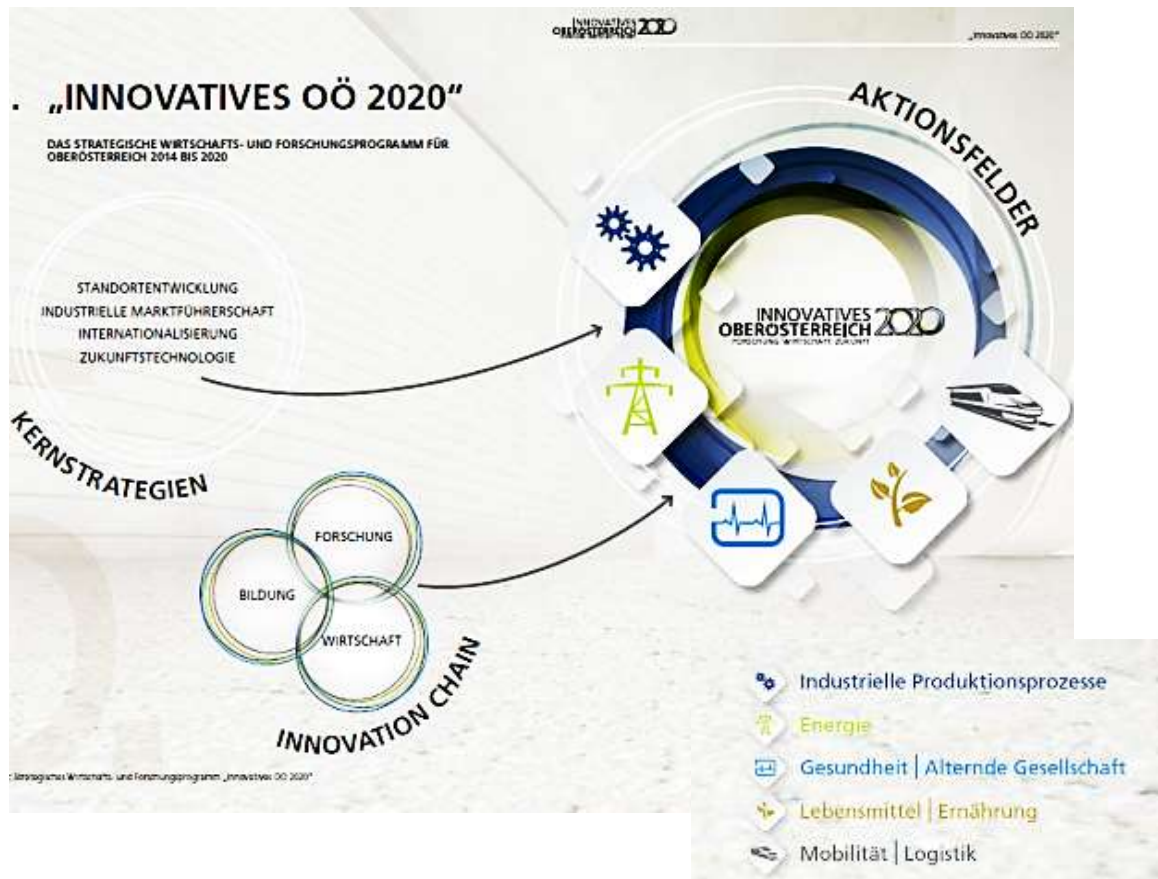 INNOVATIVES
OBERÖSTERREICH 2020
„Innovatives OÖ 2020“
. „INNOVATIVES OÖ 2020“
DAS STRATEGISCHE WIRTSCHAFTS- UND FORSCHUNGSPROGRAMM FÜR
OBERÖSTERREICH 2014 BIS 2020
AKTIONSFELDER
STANDORTENTWICKLUNG
INDUSTRIELLE MARKTFÜHRERSCHAFT
INTERNATIONALISIERUNG
ZUKUNFTSTECHNOLOGIE
KERNSTRATEGIEN
INNOVATIVES
OBERÖSTERREICH 2020
FORSCHUNG WIRTSCHAFT ZUKUNFT
FORSCHUNG
BILDUNG
WIRTSCHAFT
INNOVATION CHAIN
Strategisches Wirtschafts- und Forschungsprogramm „Innovatives OÖ 2020“
Industrielle Produktionsprozesse
Energie
Gesundheit | Alternde Gesellschaft
Lebensmittel | Ernährung
Mobilität | Logistik